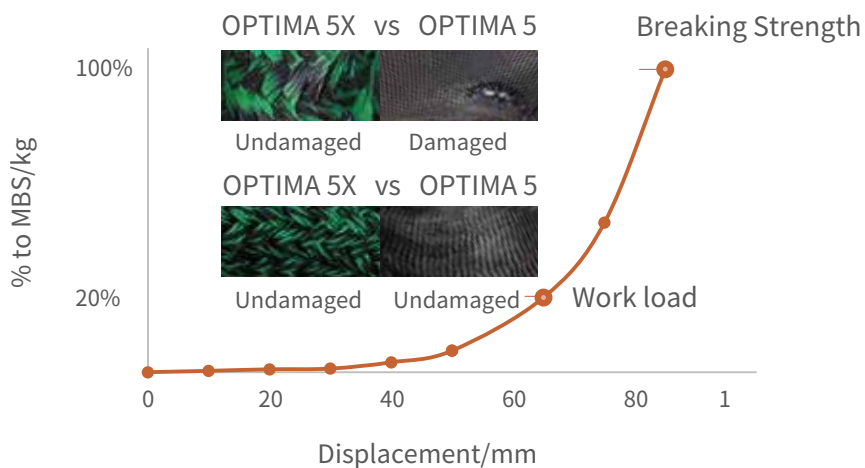 OPTIMA 5X vs OPTIMA 5
Breaking Strength
100%
Undamaged Damaged
OPTIMA 5X vs OPTIMA 5
% to MBS/kg
Undamaged Undamaged
20%
Work load
0 20 40 60 80 1
Displacement/mm